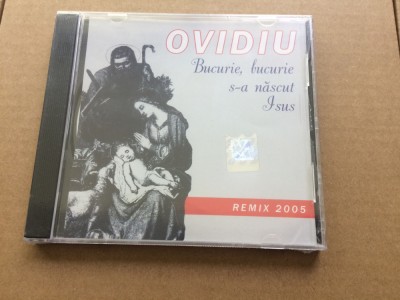 OVIDIU
Bucurie, bucurie
s-a născut
Isus
REMIX 2005